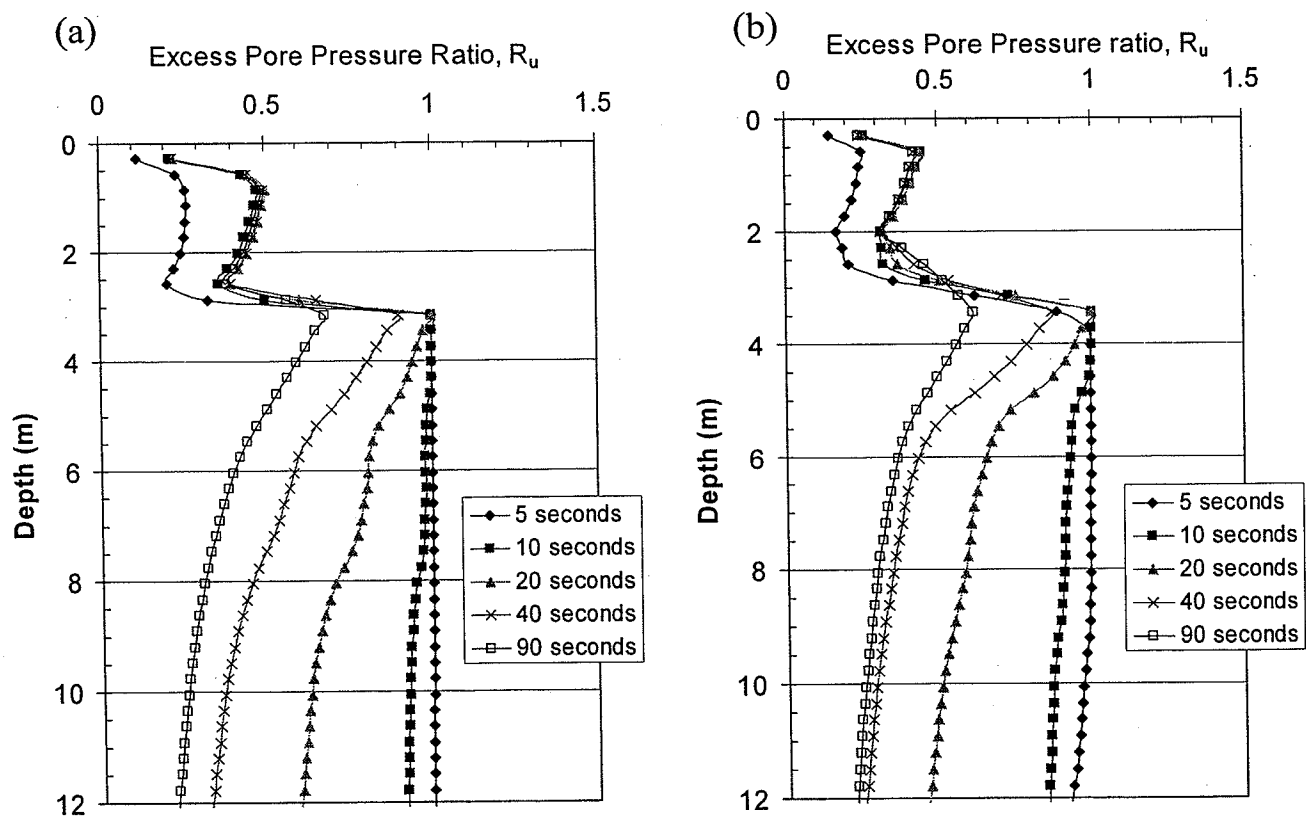 (a)
Excess Pore Pressure Ratio, Ru
0 0.5 1 1.5
0
2
4
6
8
10
12
Depth (m)
5 seconds
10 seconds
20 seconds
40 seconds
90 seconds
(b)
Excess Pore Pressure ratio, Ru
0 0.5 1 1.5
0
2
4
6
8
10
12
Depth (m)
5 seconds
10 seconds
20 seconds
40 seconds
90 seconds